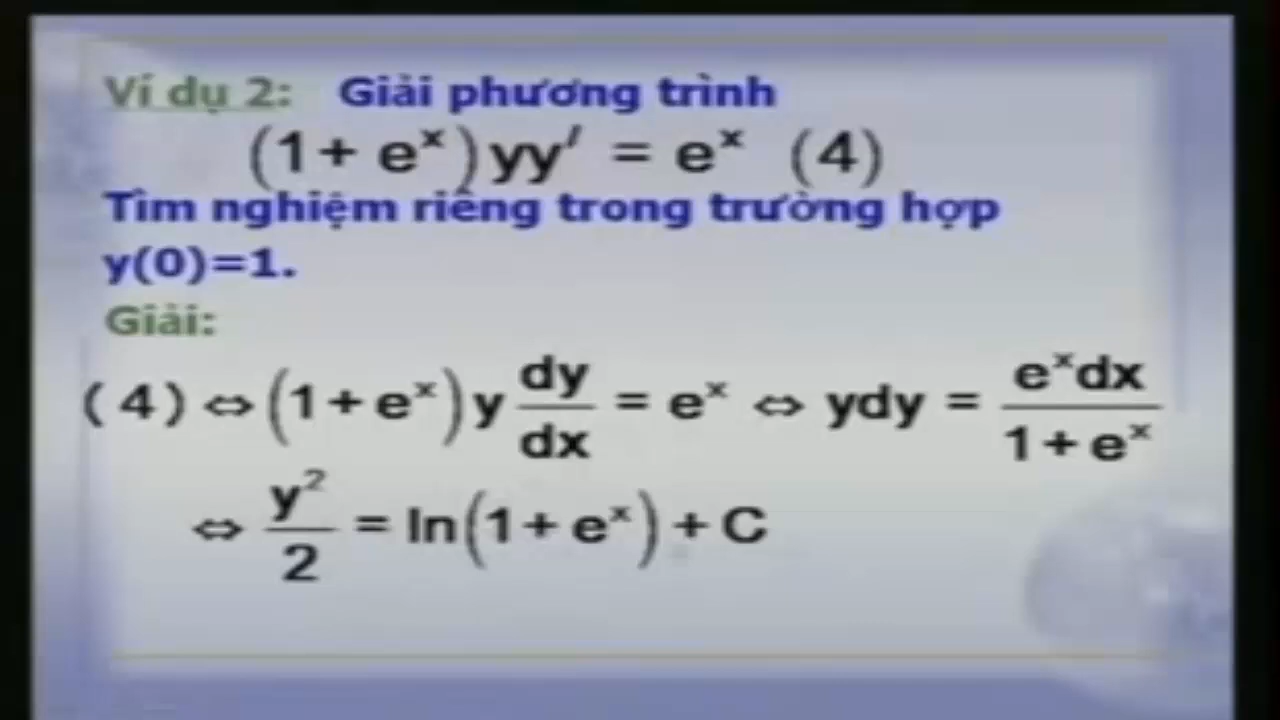 Ví dụ 2: Giải phương trình
(1+ eˣ)yy′ = eˣ (4)
Tìm nghiệm riêng trong trường hợp
y(0)=1.
Giải:
(4) ⇔ (1+eˣ)y dy/dx = eˣ ⇔ ydy = eˣdx/(1+eˣ)
⇔ y²/2 = ln(1+eˣ)+C